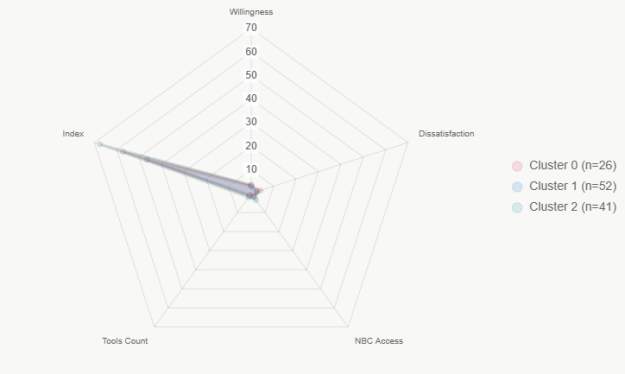 Willingness
70
60
50
40
30
20
10
Index
Dissatisfaction
Tools Count
NBC Access
Cluster 0 (n=26)
Cluster 1 (n=52)
Cluster 2 (n=41)